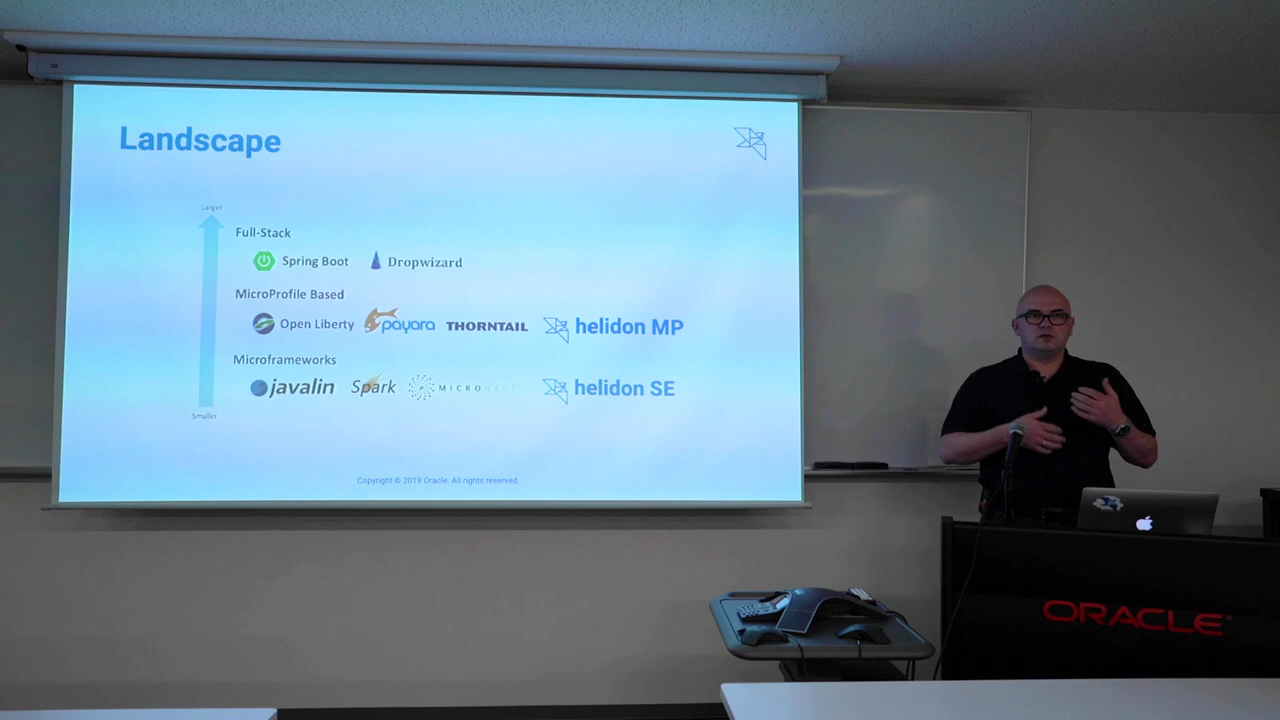 Landscape
Larger
Full-Stack
Spring Boot Dropwizard
MicroProfile Based
Open Liberty payara THORNTAIL helidon MP
Microframeworks
javalin Spark MICRONAUT helidon SE
Smaller
Copyright © 2019 Oracle. All rights reserved.
ORACLE